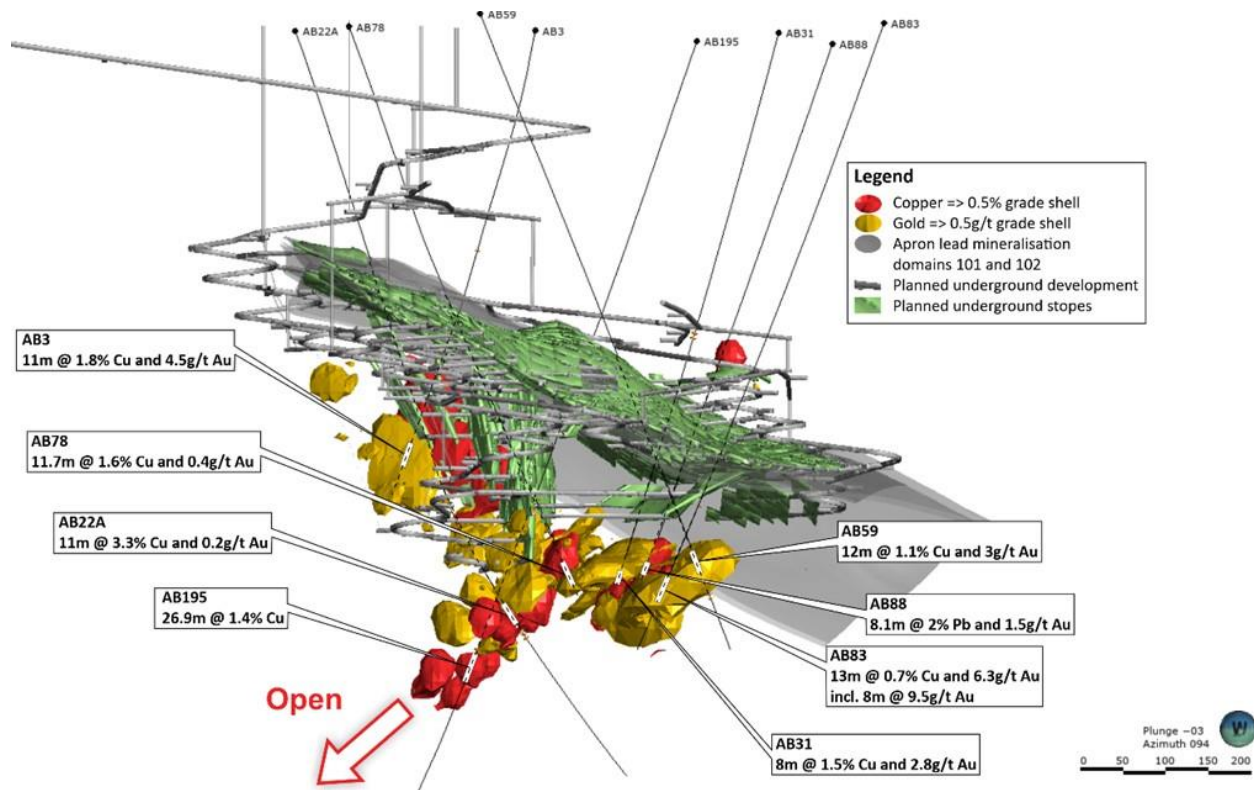 AB22A
AB78
AB59
AB3
AB195
AB31
AB88
AB83
Legend
Copper => 0.5% grade shell
Gold => 0.5g/t grade shell
Apron lead mineralisation
domains 101 and 102
Planned underground development
Planned underground stopes
AB3
11m @ 1.8% Cu and 4.5g/t Au
AB78
11.7m @ 1.6% Cu and 0.4g/t Au
AB22A
11m @ 3.3% Cu and 0.2g/t Au
AB195
26.9m @ 1.4% Cu
Open
AB59
12m @ 1.1% Cu and 3g/t Au
AB88
8.1m @ 2% Pb and 1.5g/t Au
AB83
13m @ 0.7% Cu and 6.3g/t Au
incl. 8m @ 9.5g/t Au
AB31
8m @ 1.5% Cu and 2.8g/t Au
Plunge −03
Azimuth 094
W
0 50 100 150 200